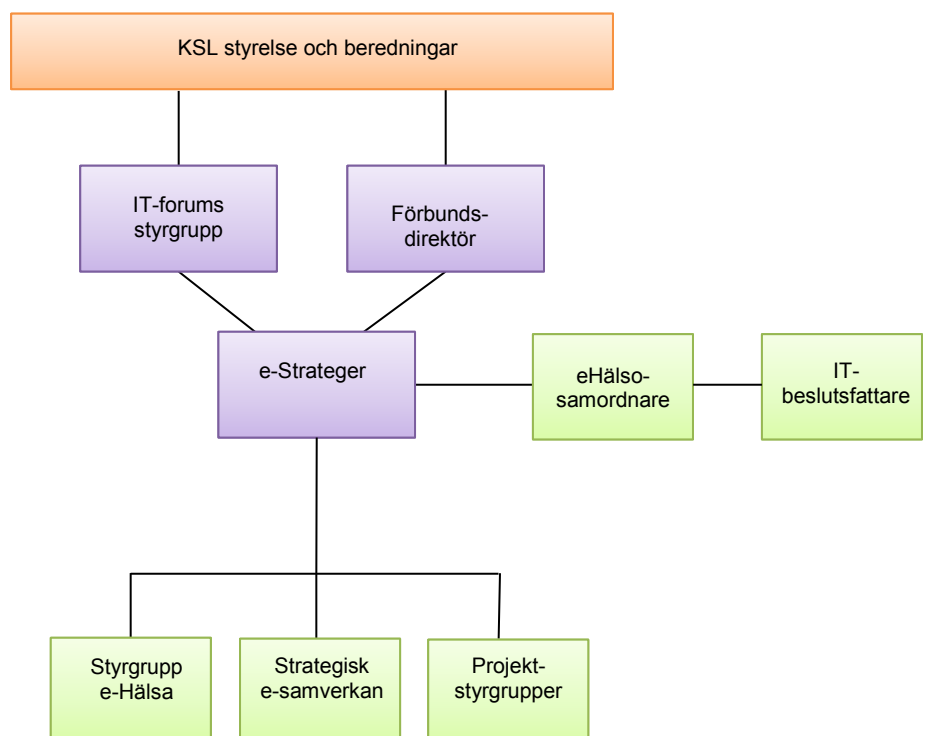 KSL styrelse och beredningar
IT-forums
styrgrupp
Förbunds-
direktör
e-Strateger
eHälso-
samordnare
IT-
beslutsfattare
Styrgrupp
e-Hälsa
Strategisk
e-samverkan
Projekt-
styrgrupper